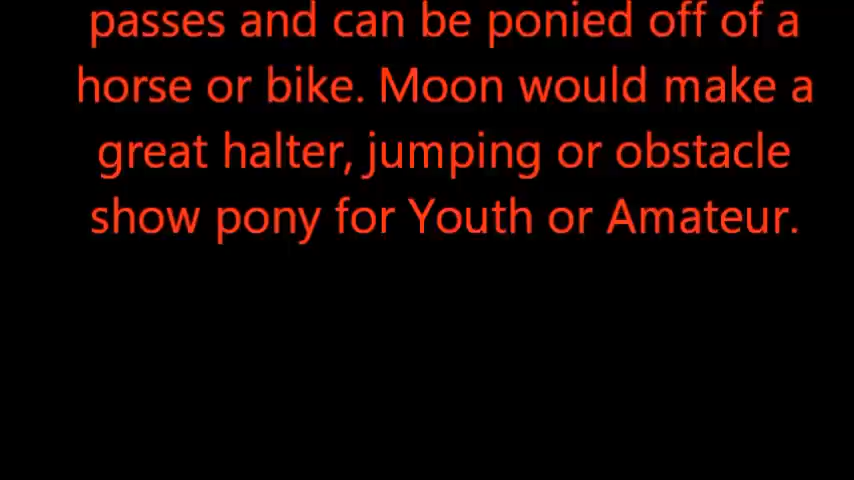 passes and can be ponied off of a
horse or bike. Moon would make a
great halter, jumping or obstacle
show pony for Youth or Amateur.